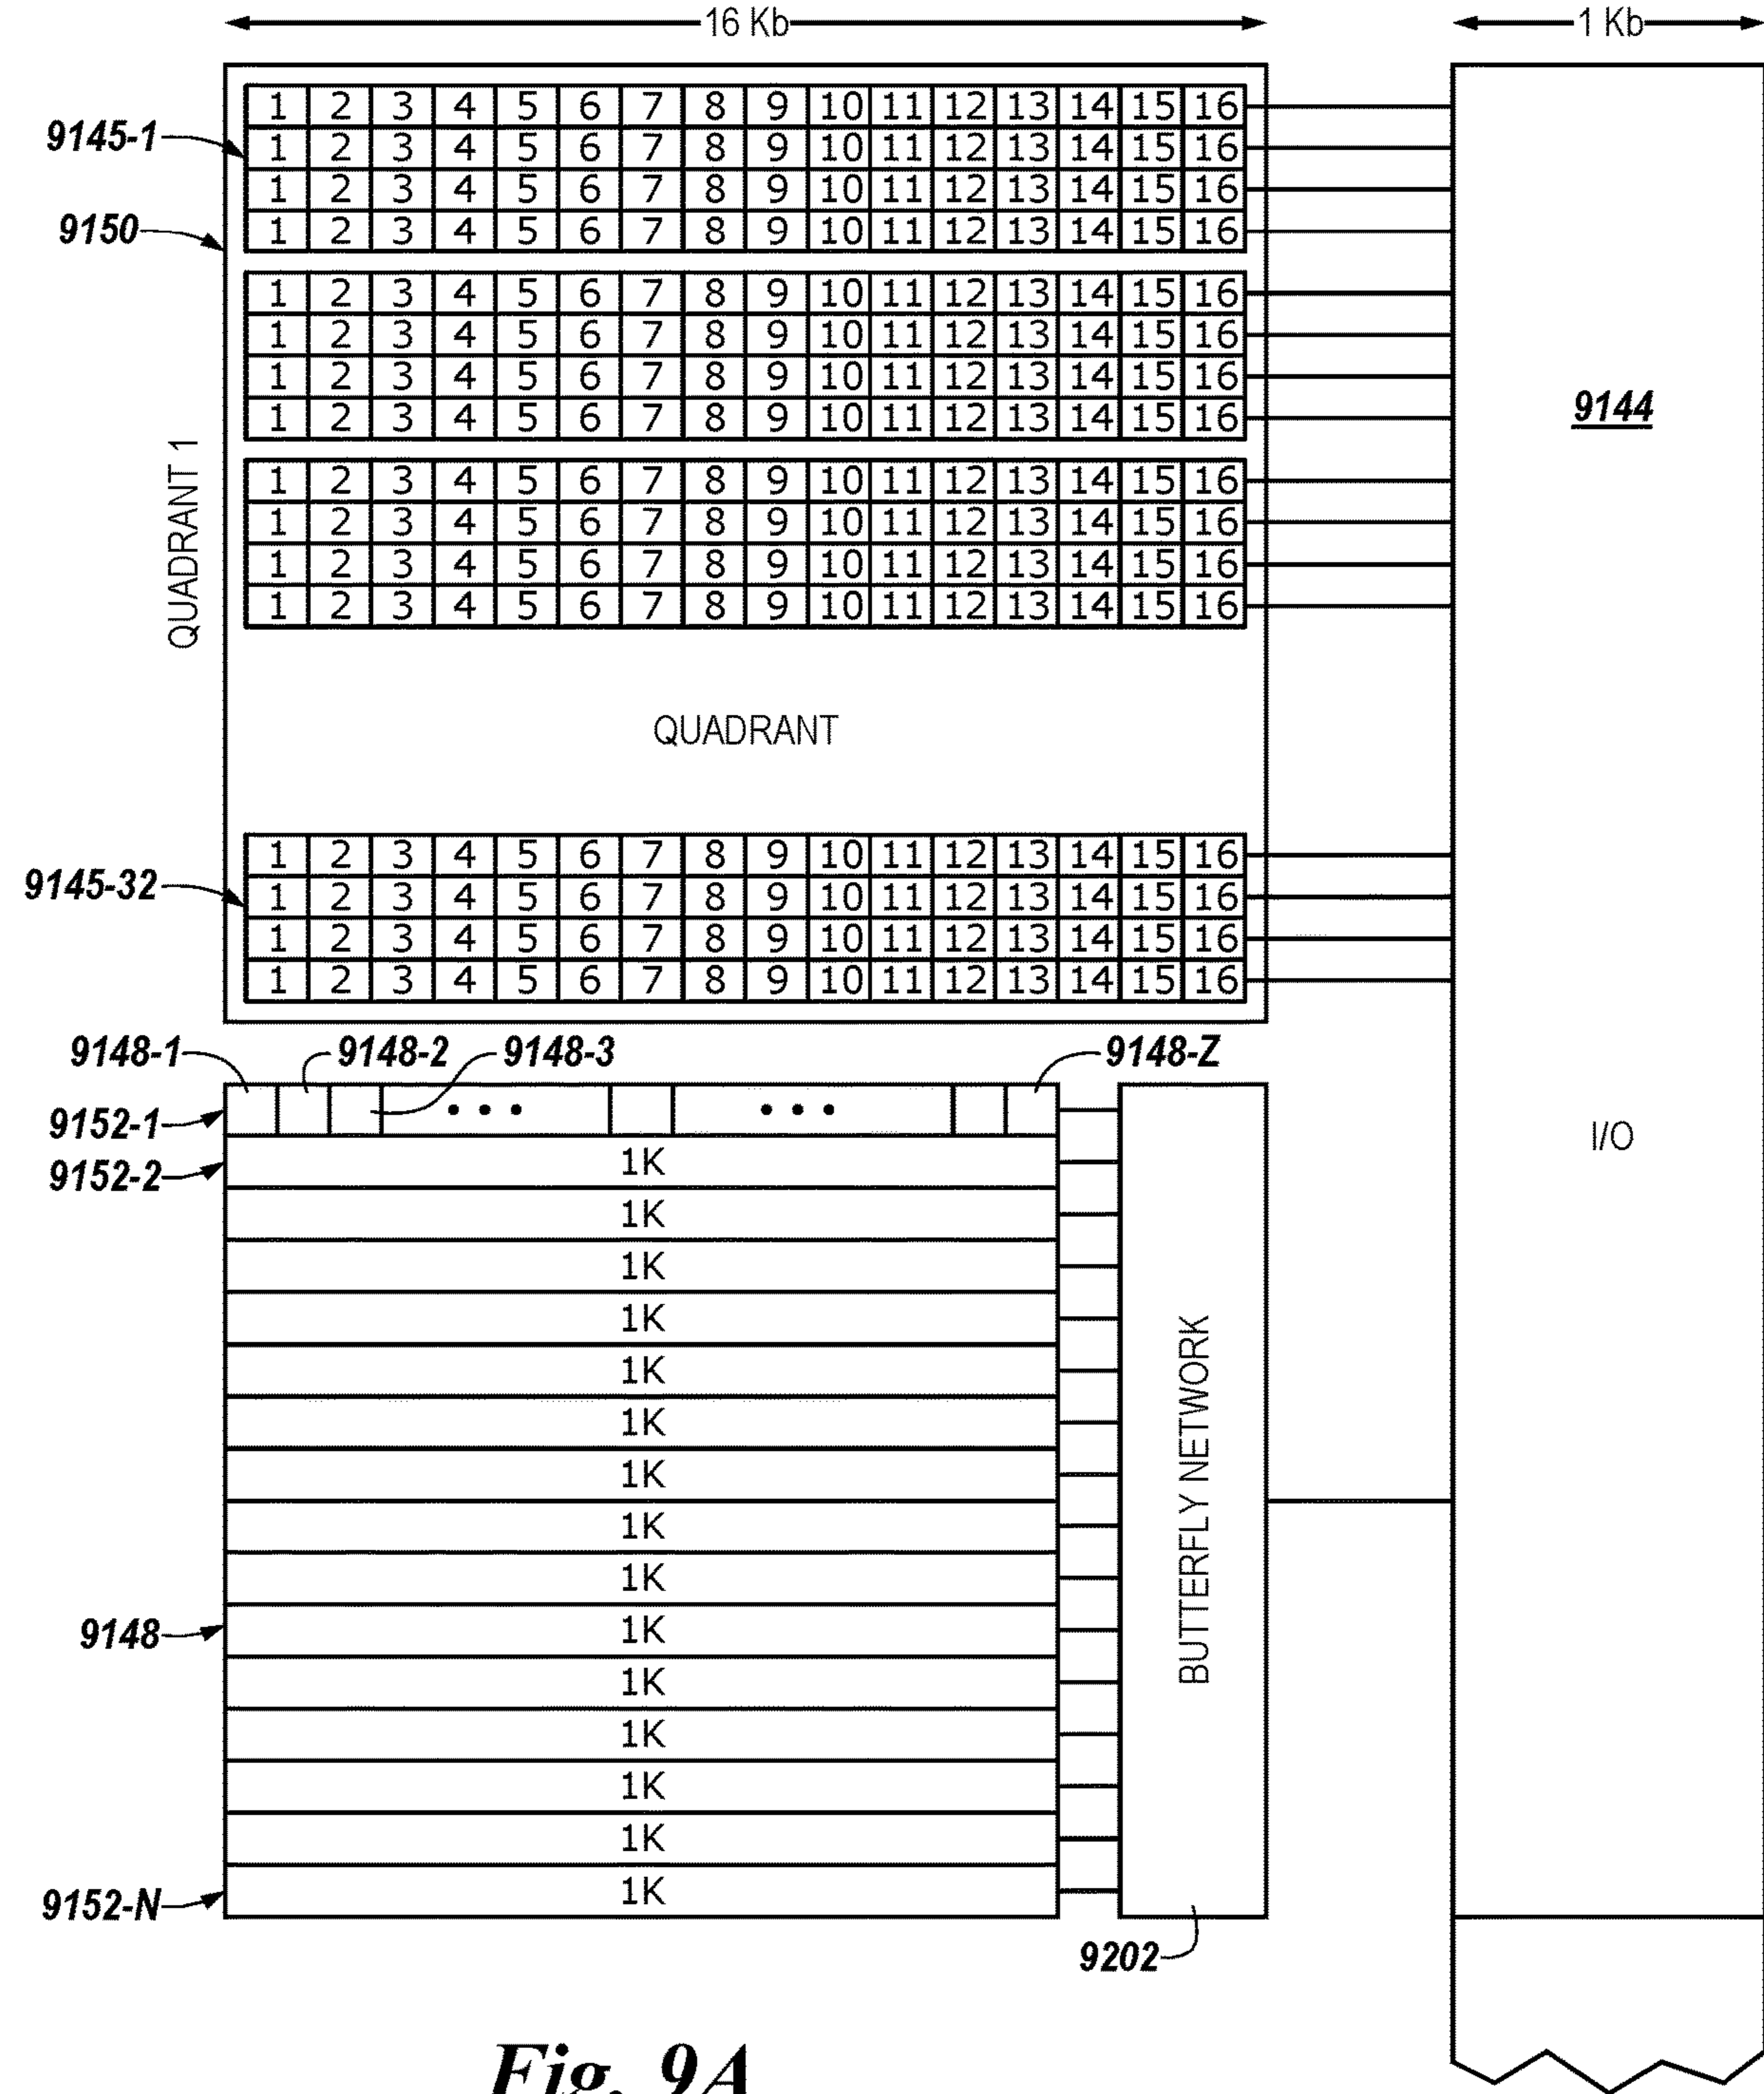 16 Kb 1 Kb
1 2 3 4 5 6 7 8 9 10 11 12 13 14 15 16
9145-1 1 2 3 4 5 6 7 8 9 10 11 12 13 14 15 16
1 2 3 4 5 6 7 8 9 10 11 12 13 14 15 16
9150 1 2 3 4 5 6 7 8 9 10 11 12 13 14 15 16
1 2 3 4 5 6 7 8 9 10 11 12 13 14 15 16
1 2 3 4 5 6 7 8 9 10 11 12 13 14 15 16
1 2 3 4 5 6 7 8 9 10 11 12 13 14 15 16
1 2 3 4 5 6 7 8 9 10 11 12 13 14 15 16
9144
QUADRANT 1
1 2 3 4 5 6 7 8 9 10 11 12 13 14 15 16
1 2 3 4 5 6 7 8 9 10 11 12 13 14 15 16
1 2 3 4 5 6 7 8 9 10 11 12 13 14 15 16
1 2 3 4 5 6 7 8 9 10 11 12 13 14 15 16
QUADRANT
1 2 3 4 5 6 7 8 9 10 11 12 13 14 15 16
9145-32 1 2 3 4 5 6 7 8 9 10 11 12 13 14 15 16
1 2 3 4 5 6 7 8 9 10 11 12 13 14 15 16
1 2 3 4 5 6 7 8 9 10 11 12 13 14 15 16
9148-1 9148-2 9148-3 9148-Z
9152-1 • • • • • •
9152-2 1K
I/O
1K
1K
1K
1K
1K
1K
1K
1K
9148 1K
1K
1K
1K
1K
9152-N 1K
BUTTERFLY NETWORK
9202
Fig. 9A